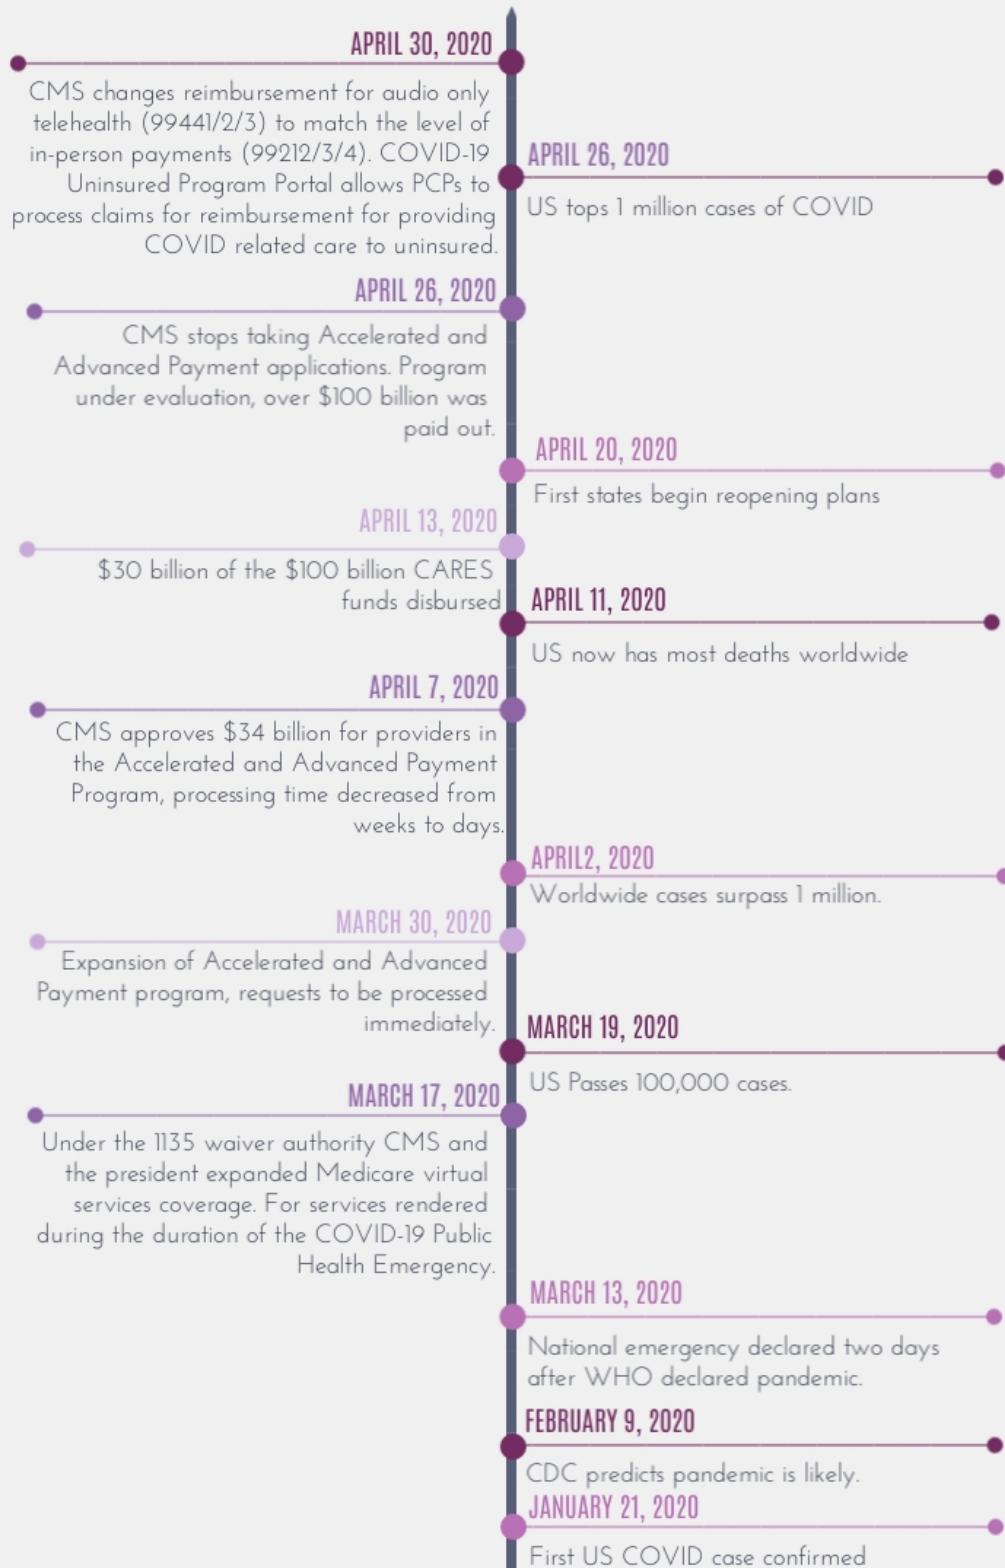 APRIL 30, 2020
CMS changes reimbursement for audio only
telehealth (99441/2/3) to match the level of
in-person payments (99212/3/4). COVID-19
Uninsured Program Portal allows PCPs to
process claims for reimbursement for providing
COVID related care to uninsured.
APRIL 26, 2020
US tops 1 million cases of COVID
APRIL 26, 2020
CMS stops taking Accelerated and
Advanced Payment applications. Program
under evaluation, over $100 billion was
paid out.
APRIL 20, 2020
First states begin reopening plans
APRIL 13, 2020
$30 billion of the $100 billion CARES
funds disbursed
APRIL 11, 2020
US now has most deaths worldwide
APRIL 7, 2020
CMS approves $34 billion for providers in
the Accelerated and Advanced Payment
Program, processing time decreased from
weeks to days.
APRIL2, 2020
Worldwide cases surpass 1 million.
MARCH 30, 2020
Expansion of Accelerated and Advanced
Payment program, requests to be processed
immediately.
MARCH 19, 2020
US Passes 100,000 cases.
MARCH 17, 2020
Under the 1135 waiver authority CMS and
the president expanded Medicare virtual
services coverage. For services rendered
during the duration of the COVID-19 Public
Health Emergency.
MARCH 13, 2020
National emergency declared two days
after WHO declared pandemic.
FEBRUARY 9, 2020
CDC predicts pandemic is likely.
JANUARY 21, 2020
First US COVID case confirmed